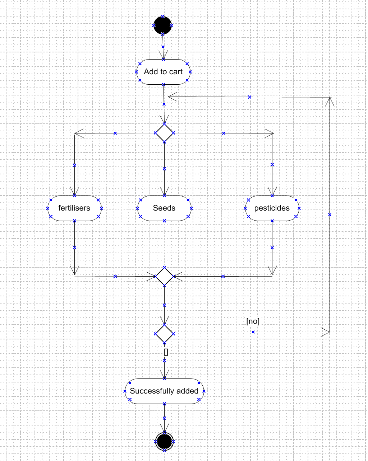 Add to cart
fertilisers
Seeds
pesticides
[no]
[]
Successfully added